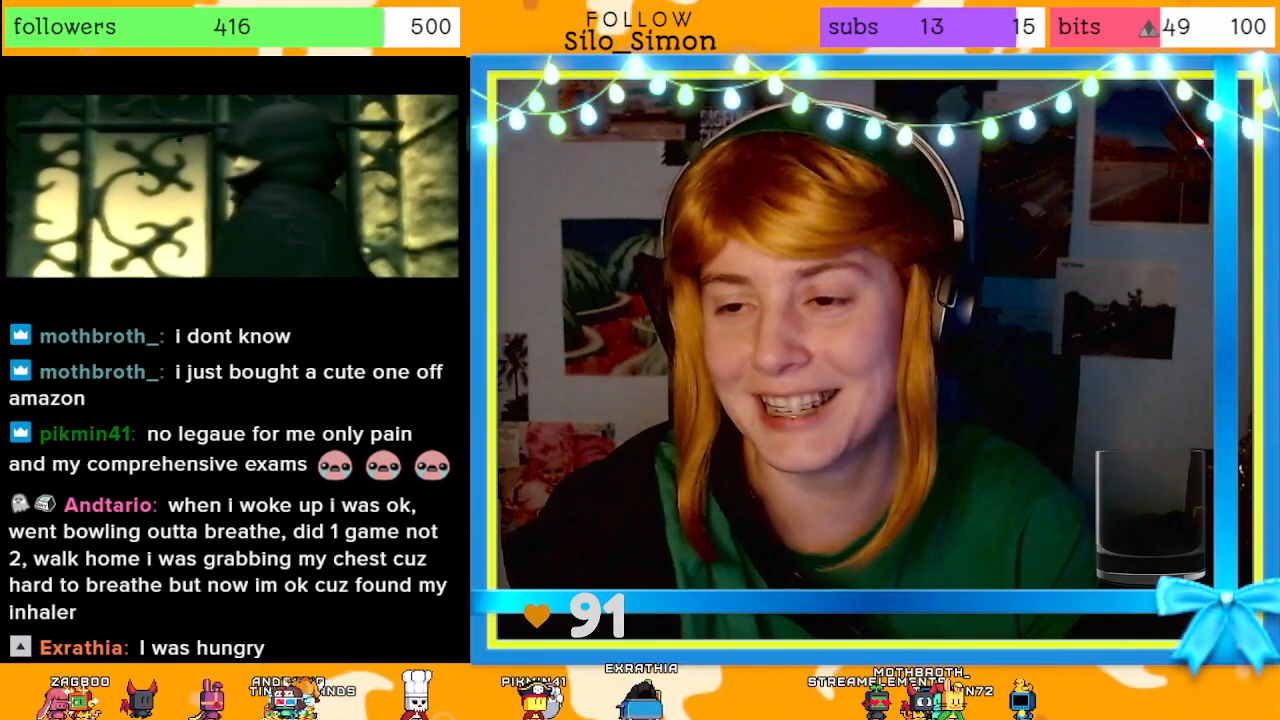 followers 416 500
FOLLOW
Silo_Simon
subs 13 15
bits 49 100
mothbroth_: i dont know
mothbroth_: i just bought a cute one off
amazon
pikmin41: no legaue for me only pain
and my comprehensive exams
Andtario: when i woke up i was ok,
went bowling outta breathe, did 1 game not
2, walk home i was grabbing my chest cuz
hard to breathe but now im ok cuz found my
inhaler
Exrathia: I was hungry
91
ZAGBOO
PIKMIN41
EXRATHIA
MOTHBROTH_